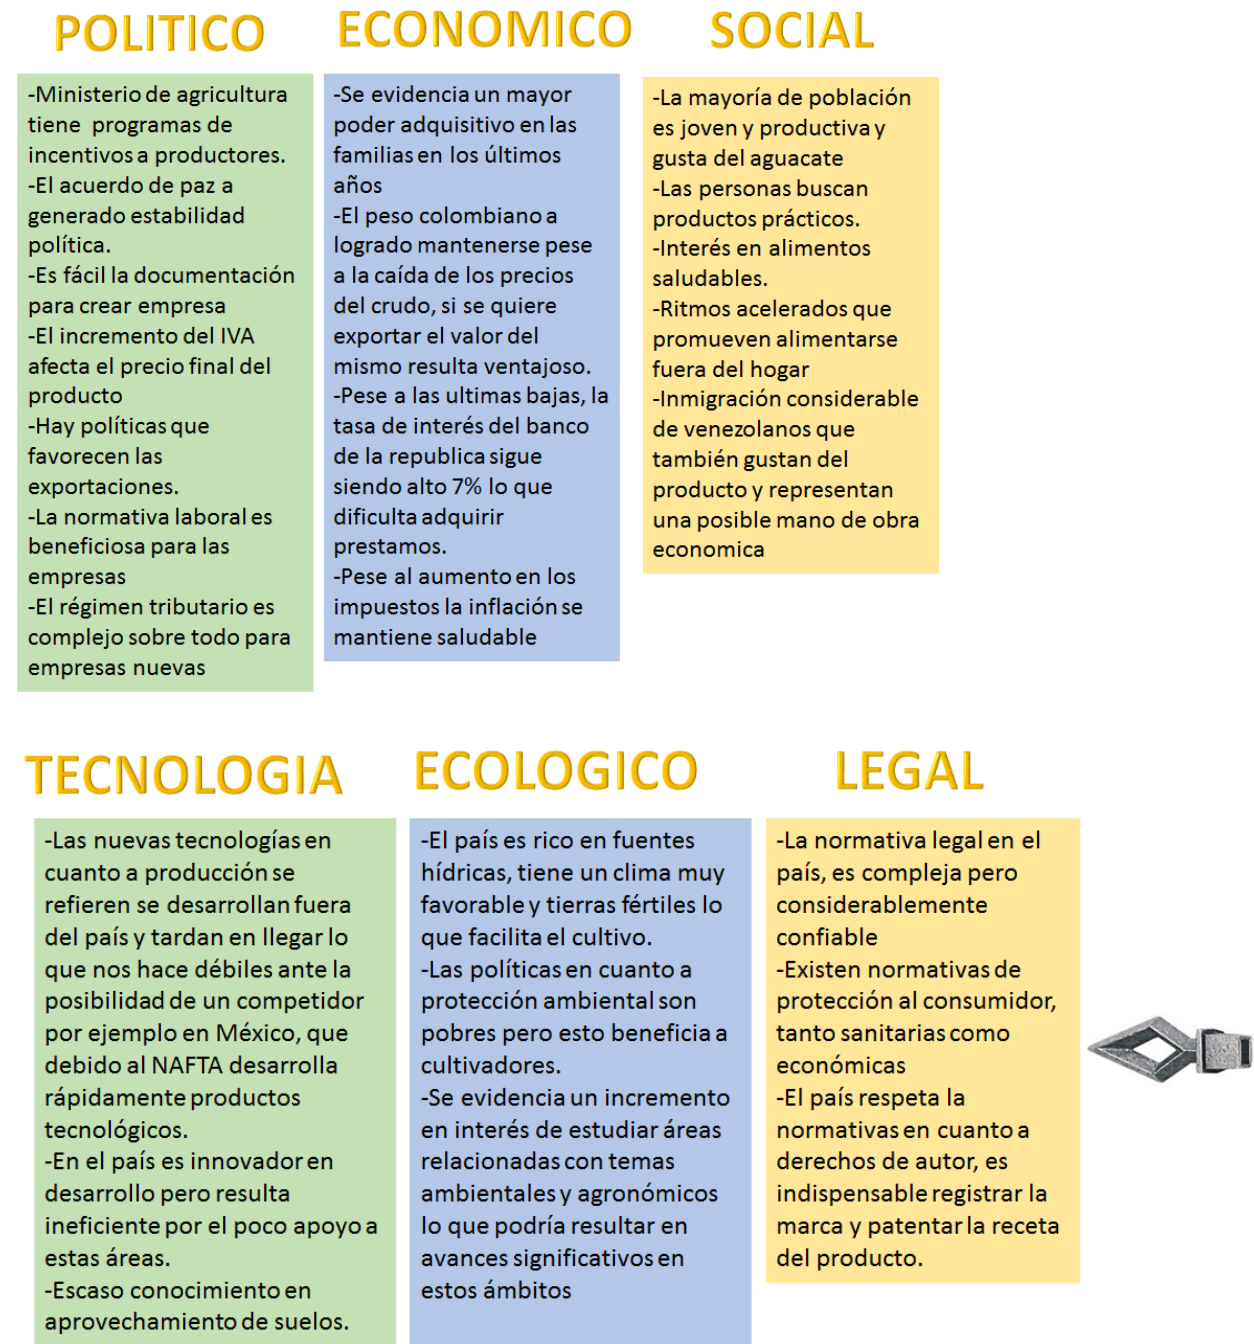 POLITICO
-Ministerio de agricultura
tiene programas de
incentivos a productores.
-El acuerdo de paz a
generado estabilidad
política.
-Es fácil la documentación
para crear empresa
-El incremento del IVA
afecta el precio final del
producto
-Hay políticas que
favorecen las
exportaciones.
-La normativa laboral es
beneficiosa para las
empresas
-El régimen tributario es
complejo sobre todo para
empresas nuevas
ECONOMICO
-Se evidencia un mayor
poder adquisitivo en las
familias en los últimos
años
-El peso colombiano a
logrado mantenerse pese
a la caída de los precios
del crudo, si se quiere
exportar el valor del
mismo resulta ventajoso.
-Pese a las ultimas bajas, la
tasa de interés del banco
de la republica sigue
siendo alto 7% lo que
dificulta adquirir
prestamos.
-Pese al aumento en los
impuestos la inflación se
mantiene saludable
SOCIAL
-La mayoría de población
es joven y productiva y
gusta del aguacate
-Las personas buscan
productos prácticos.
-Interés en alimentos
saludables.
-Ritmos acelerados que
promueven alimentarse
fuera del hogar
-Inmigración considerable
de venezolanos que
también gustan del
producto y representan
una posible mano de obra
economica
TECNOLOGIA
-Las nuevas tecnologías en
cuanto a producción se
refieren se desarrollan fuera
del país y tardan en llegar lo
que nos hace débiles ante la
posibilidad de un competidor
por ejemplo en México, que
debido al NAFTA desarrolla
rápidamente productos
tecnológicos.
-En el país es innovador en
desarrollo pero resulta
ineficiente por el poco apoyo a
estas áreas.
-Escaso conocimiento en
aprovechamiento de suelos.
ECOLOGICO
-El país es rico en fuentes
hídricas, tiene un clima muy
favorable y tierras fértiles lo
que facilita el cultivo.
-Las políticas en cuanto a
protección ambiental son
pobres pero esto beneficia a
cultivadores.
-Se evidencia un incremento
en interés de estudiar áreas
relacionadas con temas
ambientales y agronómicos
lo que podría resultar en
avances significativos en
estos ámbitos
LEGAL
-La normativa legal en el
país, es compleja pero
considerablemente
confiable
-Existen normativas de
protección al consumidor,
tanto sanitarias como
económicas
-El país respeta la
normativas en cuanto a
derechos de autor, es
indispensable registrar la
marca y patentar la receta
del producto.